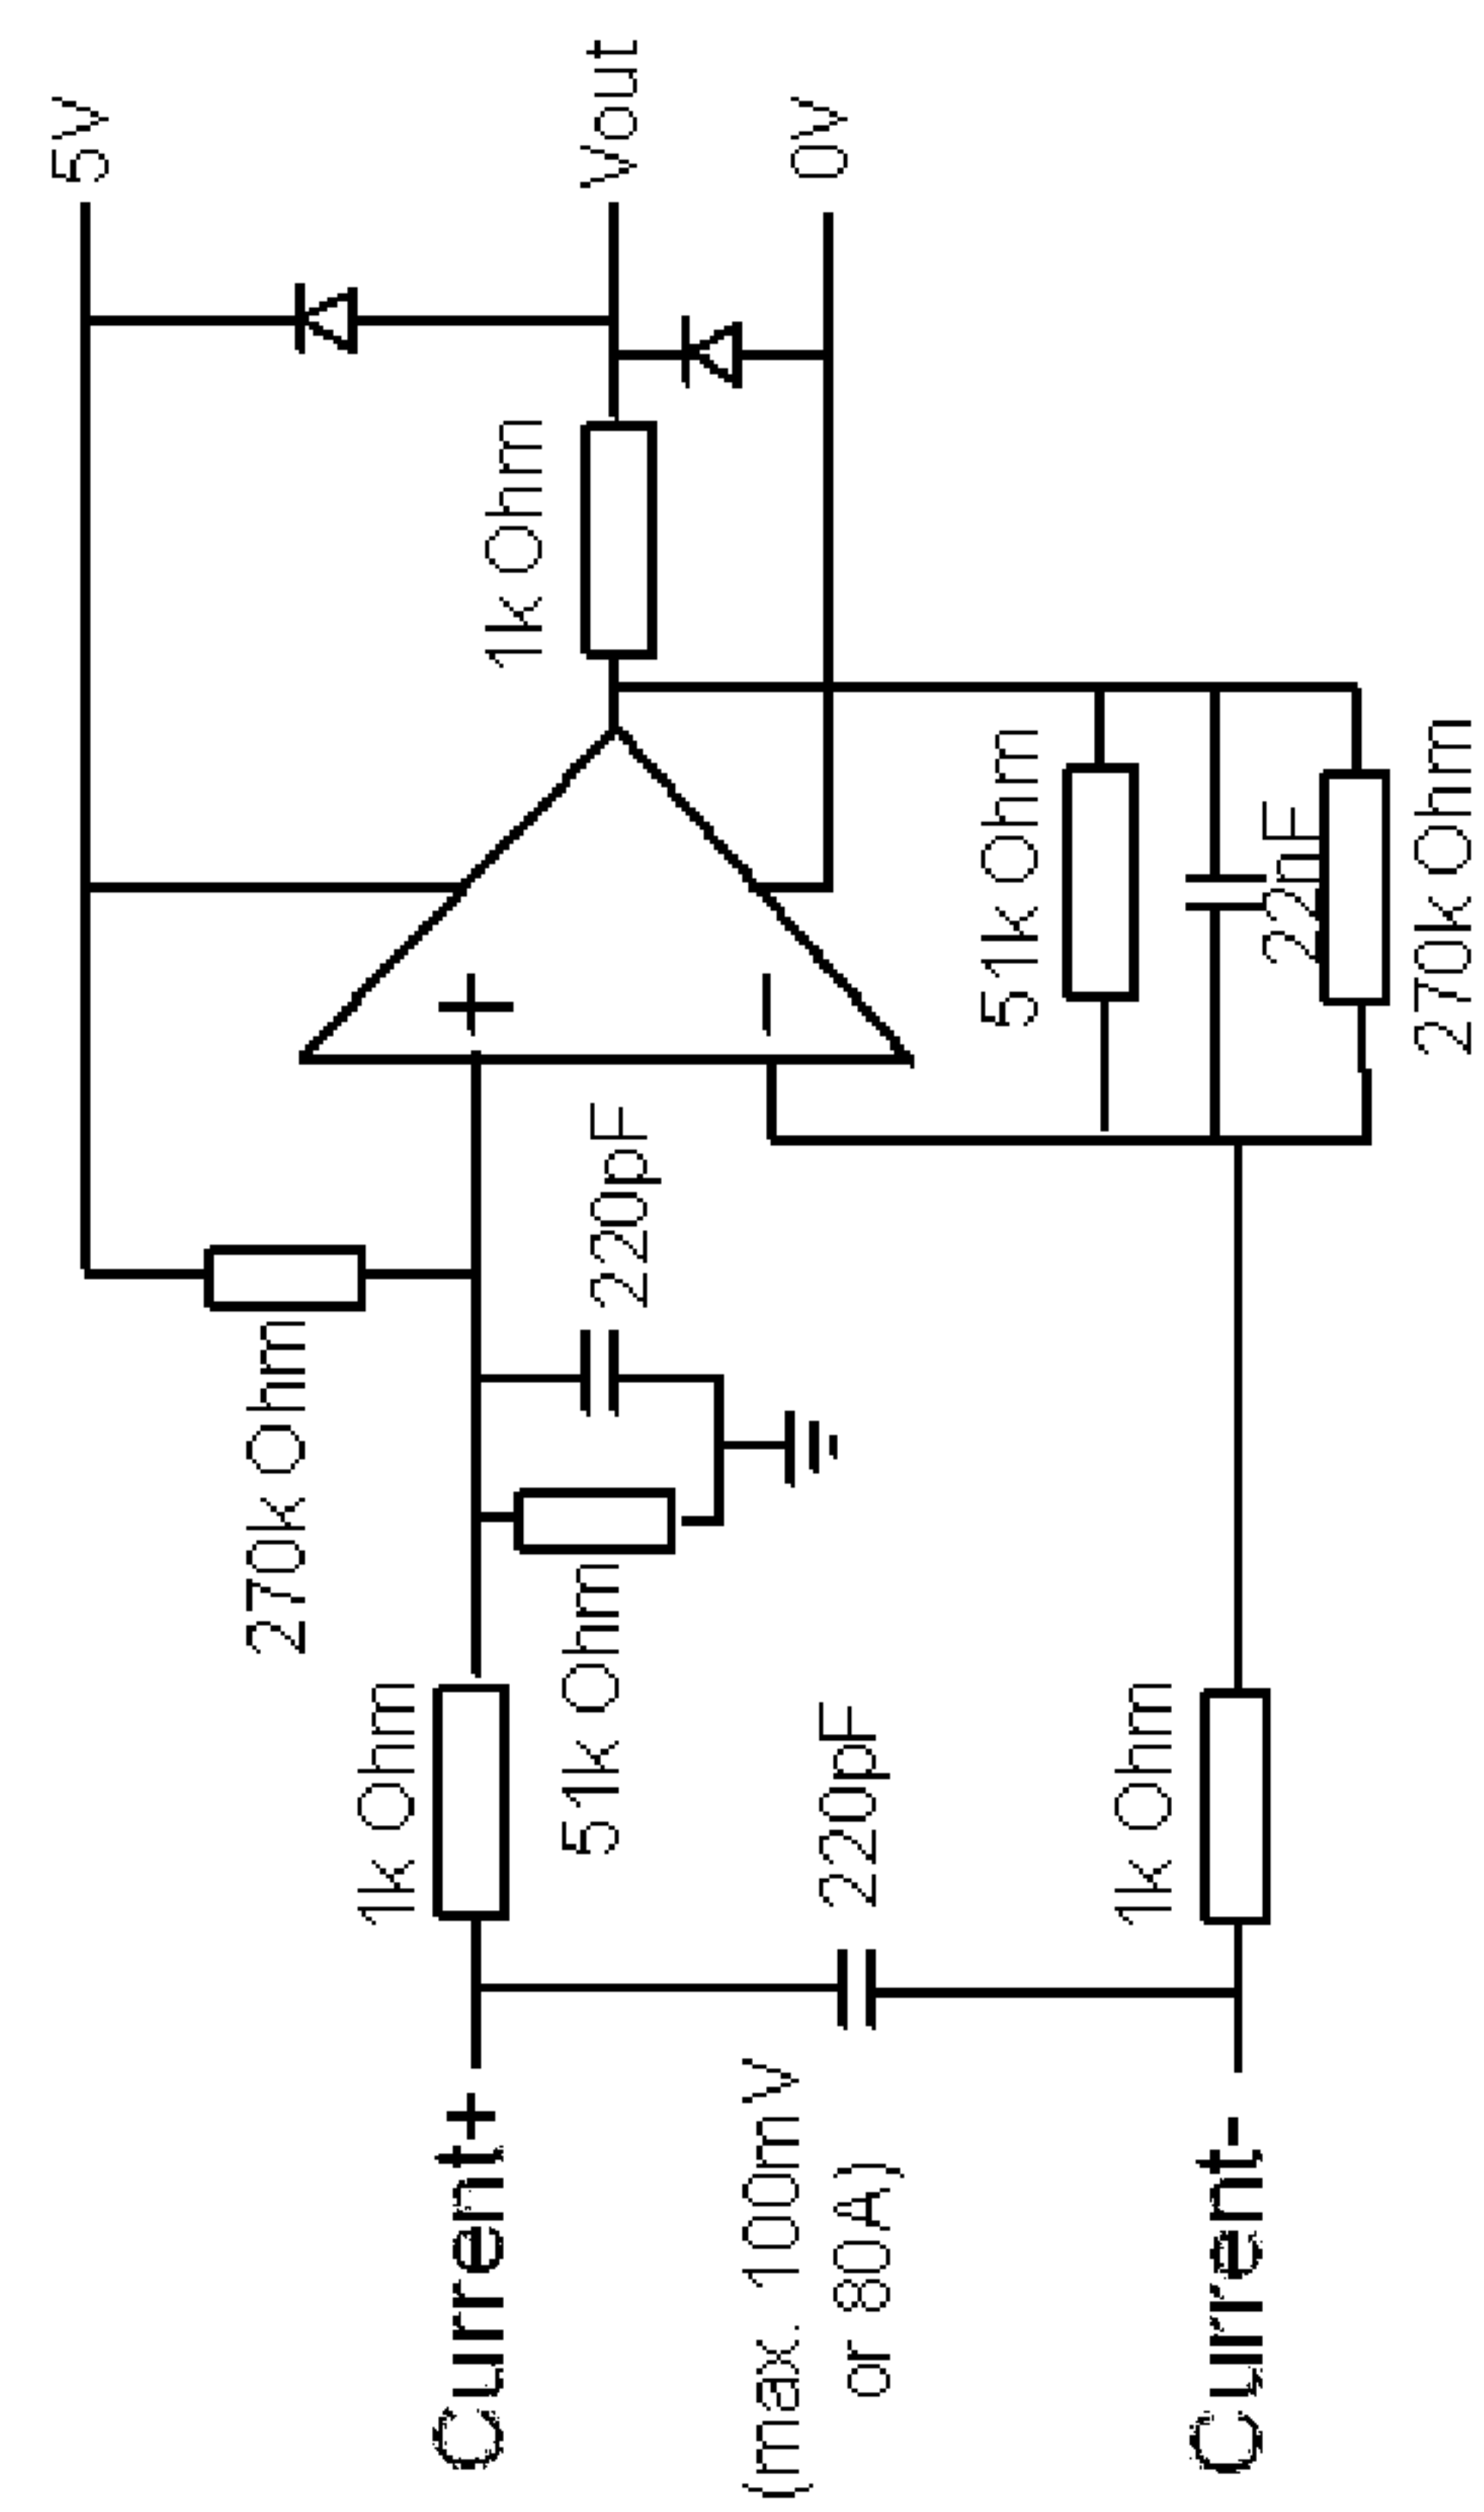 5V
270k Ohm
1k Ohm
Current+
1k Ohm
51k Ohm
220pF
Vout
(max. 100mV
or 80A)
220pF
0V
51k Ohm
1k Ohm
Current-
220pF
270k Ohm